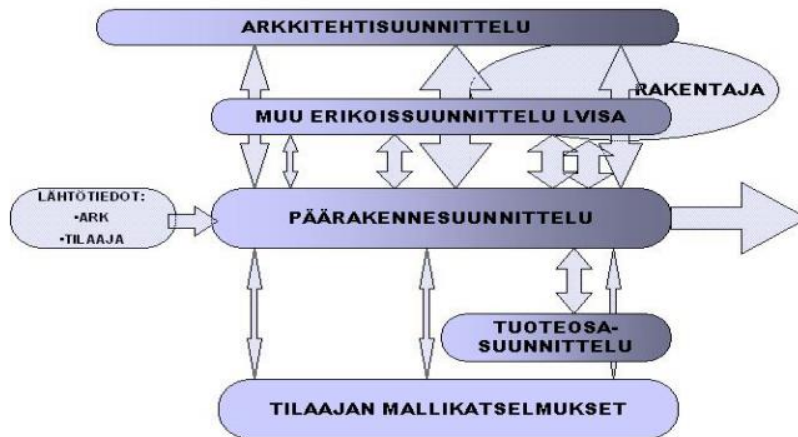 ARKKITEHTISUUNNITTELU
RAKENTAJA
MUU ERIKOISSUUNNITTELU LVISA
LÄHTÖTIEDOT:
•ARK
•TILAAJA
PÄÄRAKENNESUUNNITTELU
TUOTEOSA-
SUUNNITTELU
TILAAJAN MALLIKATSELMUKSET